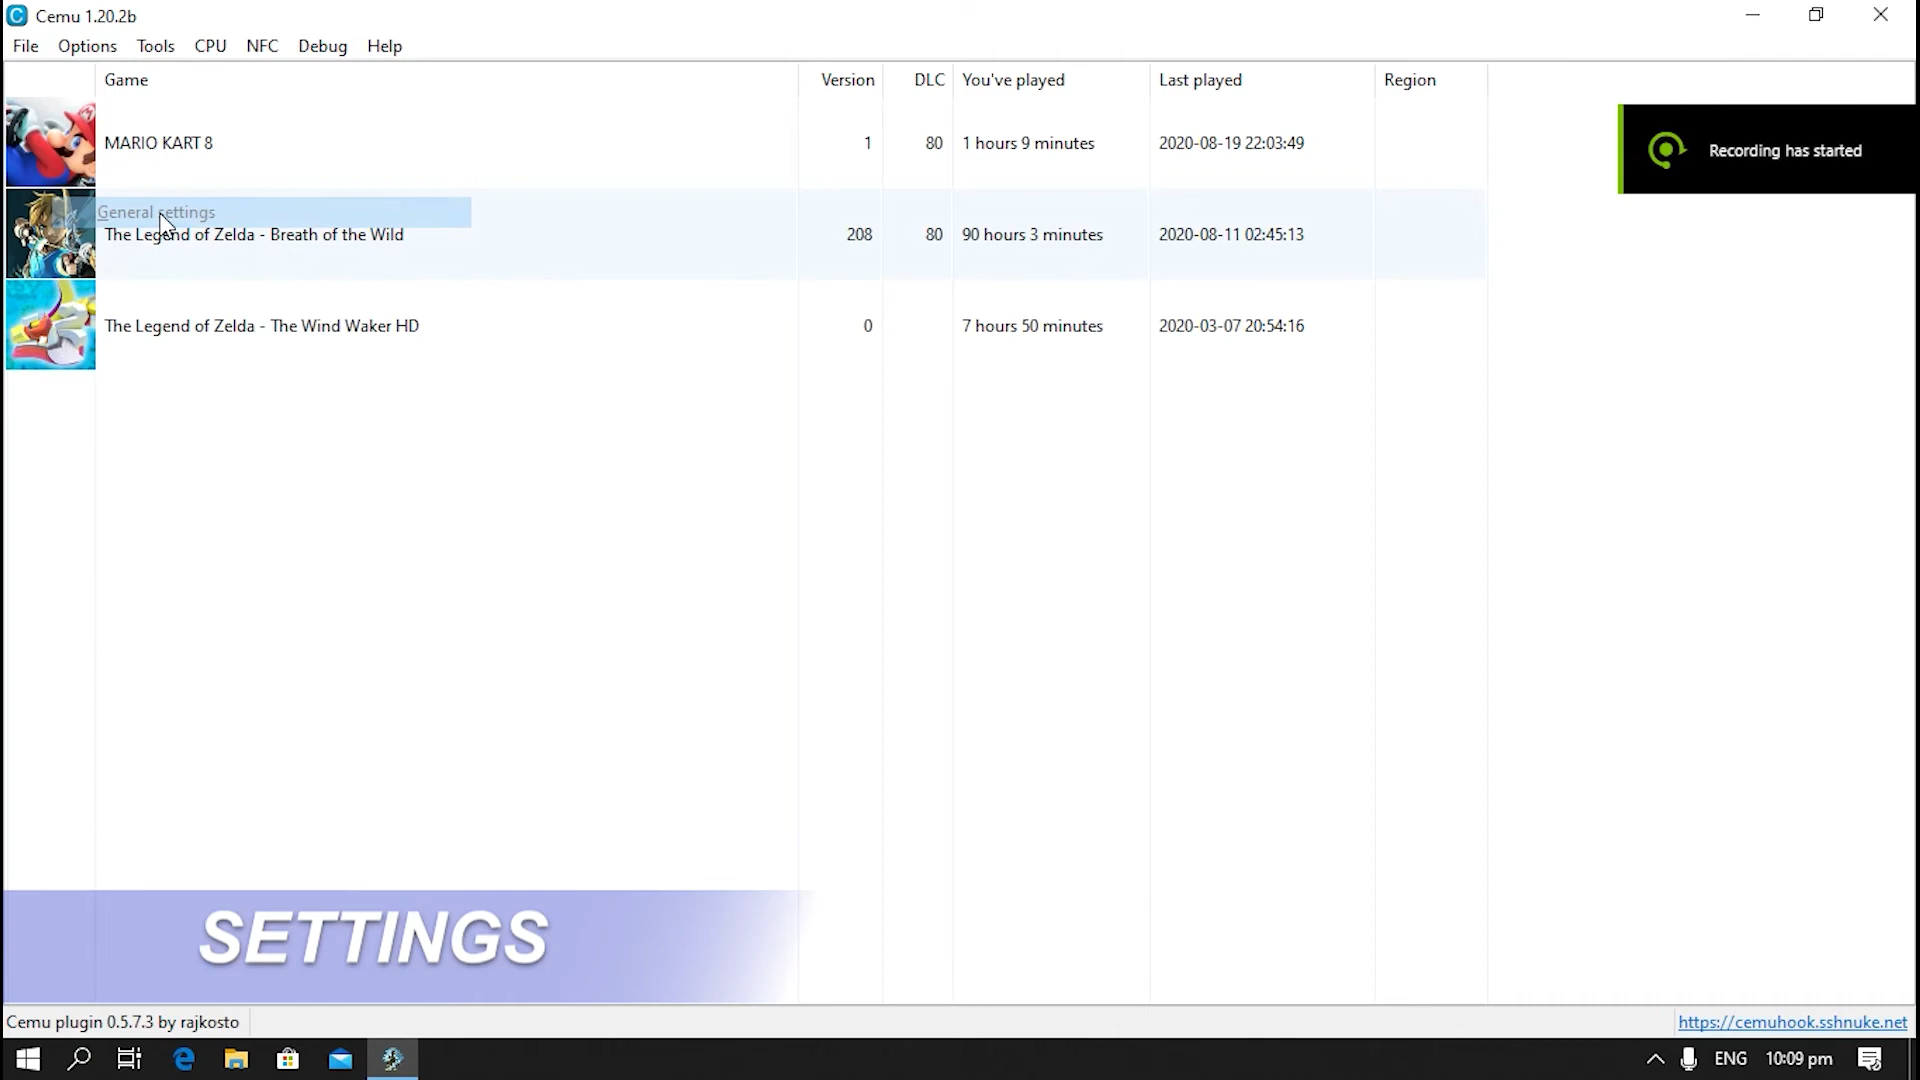 Cemu 1.20.2b
File Options Tools CPU NFC Debug Help
Game Version DLC You've played Last played Region
MARIO KART 8 1 80 1 hours 9 minutes 2020-08-19 22:03:49
Recording has started
General settings
The Legend of Zelda - Breath of the Wild 208 80 90 hours 3 minutes 2020-08-11 02:45:13
The Legend of Zelda - The Wind Waker HD 0 7 hours 50 minutes 2020-03-07 20:54:16
SETTINGS
Cemu plugin 0.5.7.3 by rajkosto https://cemuhook.sshnuke.net
ENG 10:09 pm